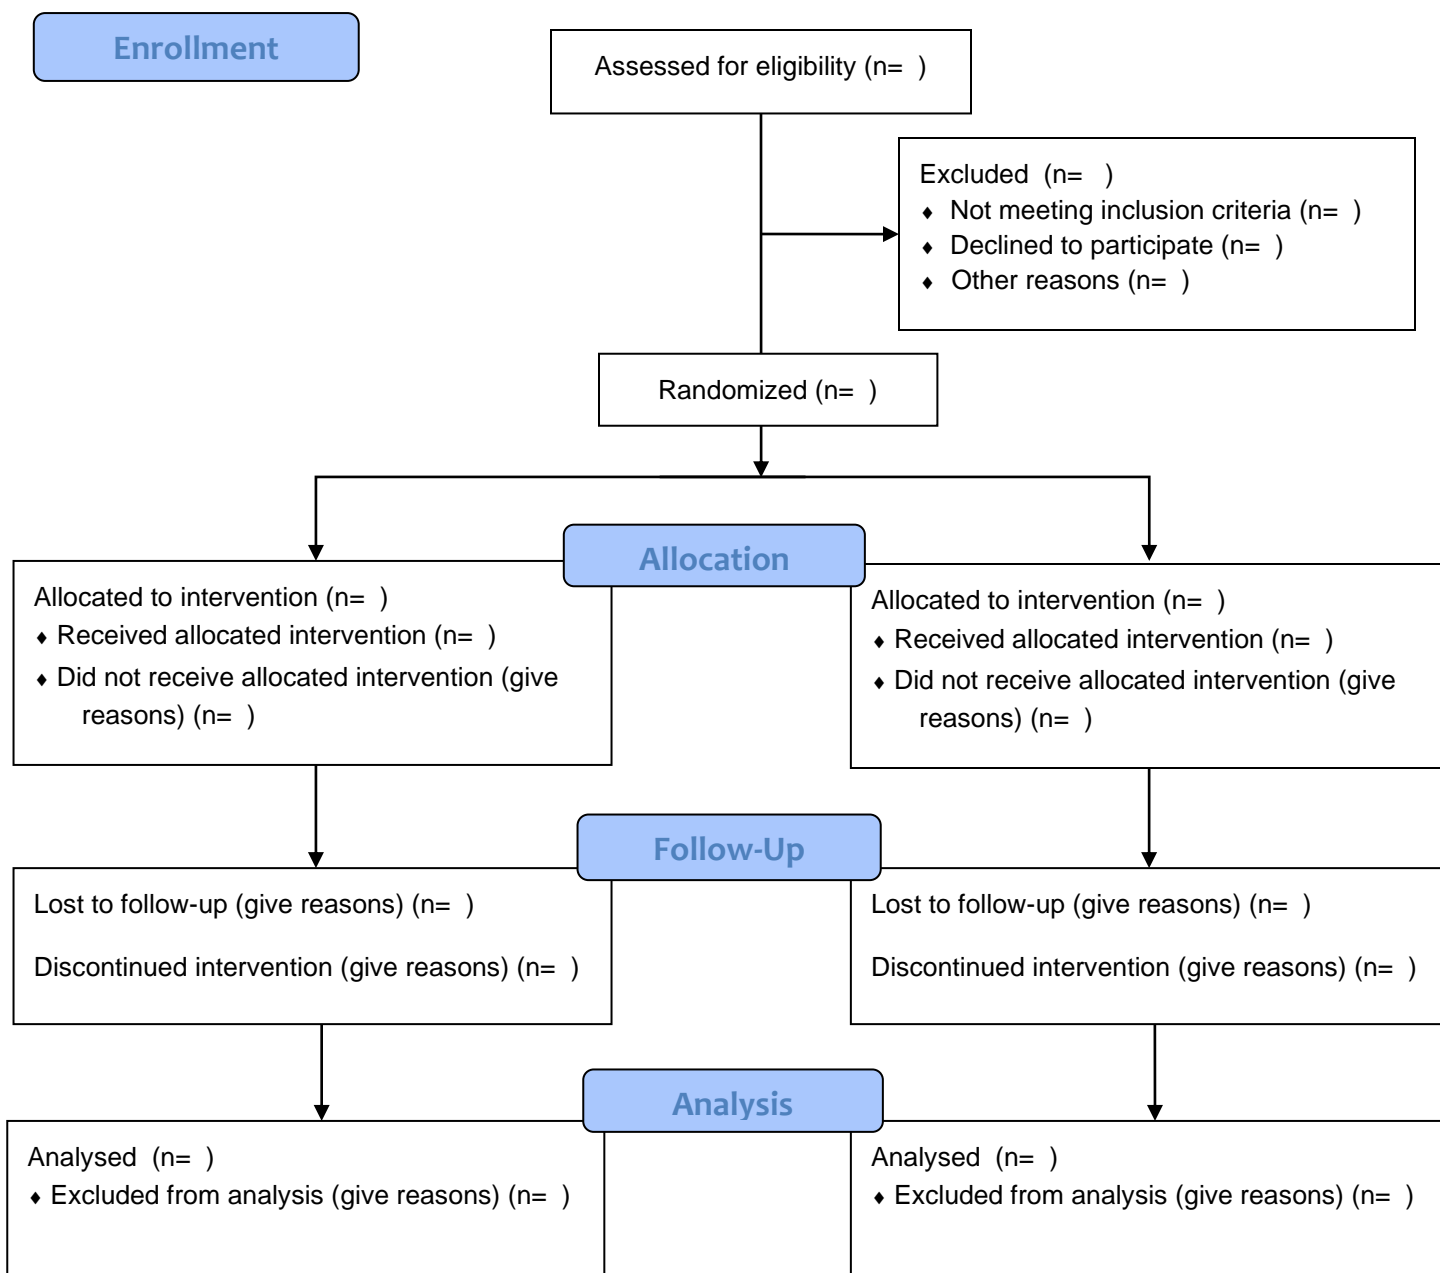 Enrollment
Assessed for eligibility (n=  )
Excluded  (n=   )
♦ Not meeting inclusion criteria (n=  )
♦ Declined to participate (n=  )
♦ Other reasons (n=  )
Randomized (n=  )
Allocation
Allocated to intervention (n=  )
♦ Received allocated intervention (n=  )
♦ Did not receive allocated intervention (give
reasons) (n=  )
Allocated to intervention (n=  )
♦ Received allocated intervention (n=  )
♦ Did not receive allocated intervention (give
reasons) (n=  )
Follow-Up
Lost to follow-up (give reasons) (n=  )
Discontinued intervention (give reasons) (n=  )
Lost to follow-up (give reasons) (n=  )
Discontinued intervention (give reasons) (n=  )
Analysis
Analysed  (n=  )
♦ Excluded from analysis (give reasons) (n=  )
Analysed  (n=  )
♦ Excluded from analysis (give reasons) (n=  )